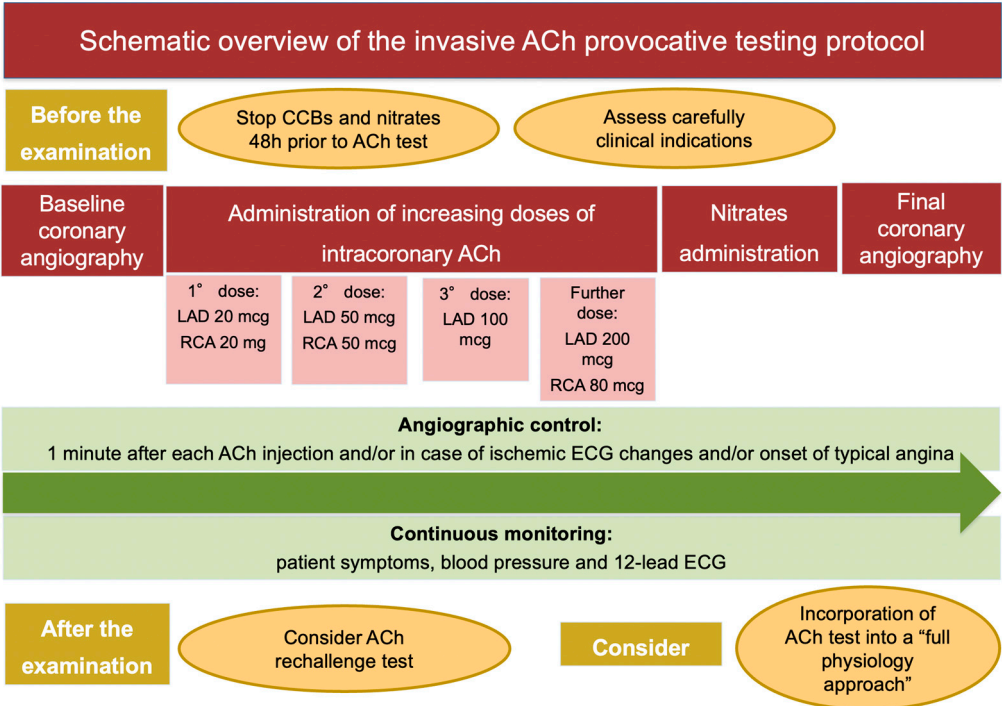 Schematic overview of the invasive ACh provocative testing protocol
Before the
examination
Stop CCBs and nitrates
48h prior to ACh test
Assess carefully
clinical indications
Baseline
coronary
angiography
Administration of increasing doses of
intracoronary ACh
Nitrates
administration
Final
coronary
angiography
1° dose:
LAD 20 mcg
RCA 20 mg
2° dose:
LAD 50 mcg
RCA 50 mcg
3° dose:
LAD 100
mcg
Further
dose:
LAD 200
mcg
RCA 80 mcg
Angiographic control:
1 minute after each ACh injection and/or in case of ischemic ECG changes and/or onset of typical angina
Continuous monitoring:
patient symptoms, blood pressure and 12-lead ECG
After the
examination
Consider ACh
rechallenge test
Consider
Incorporation of
ACh test into a “full
physiology
approach”